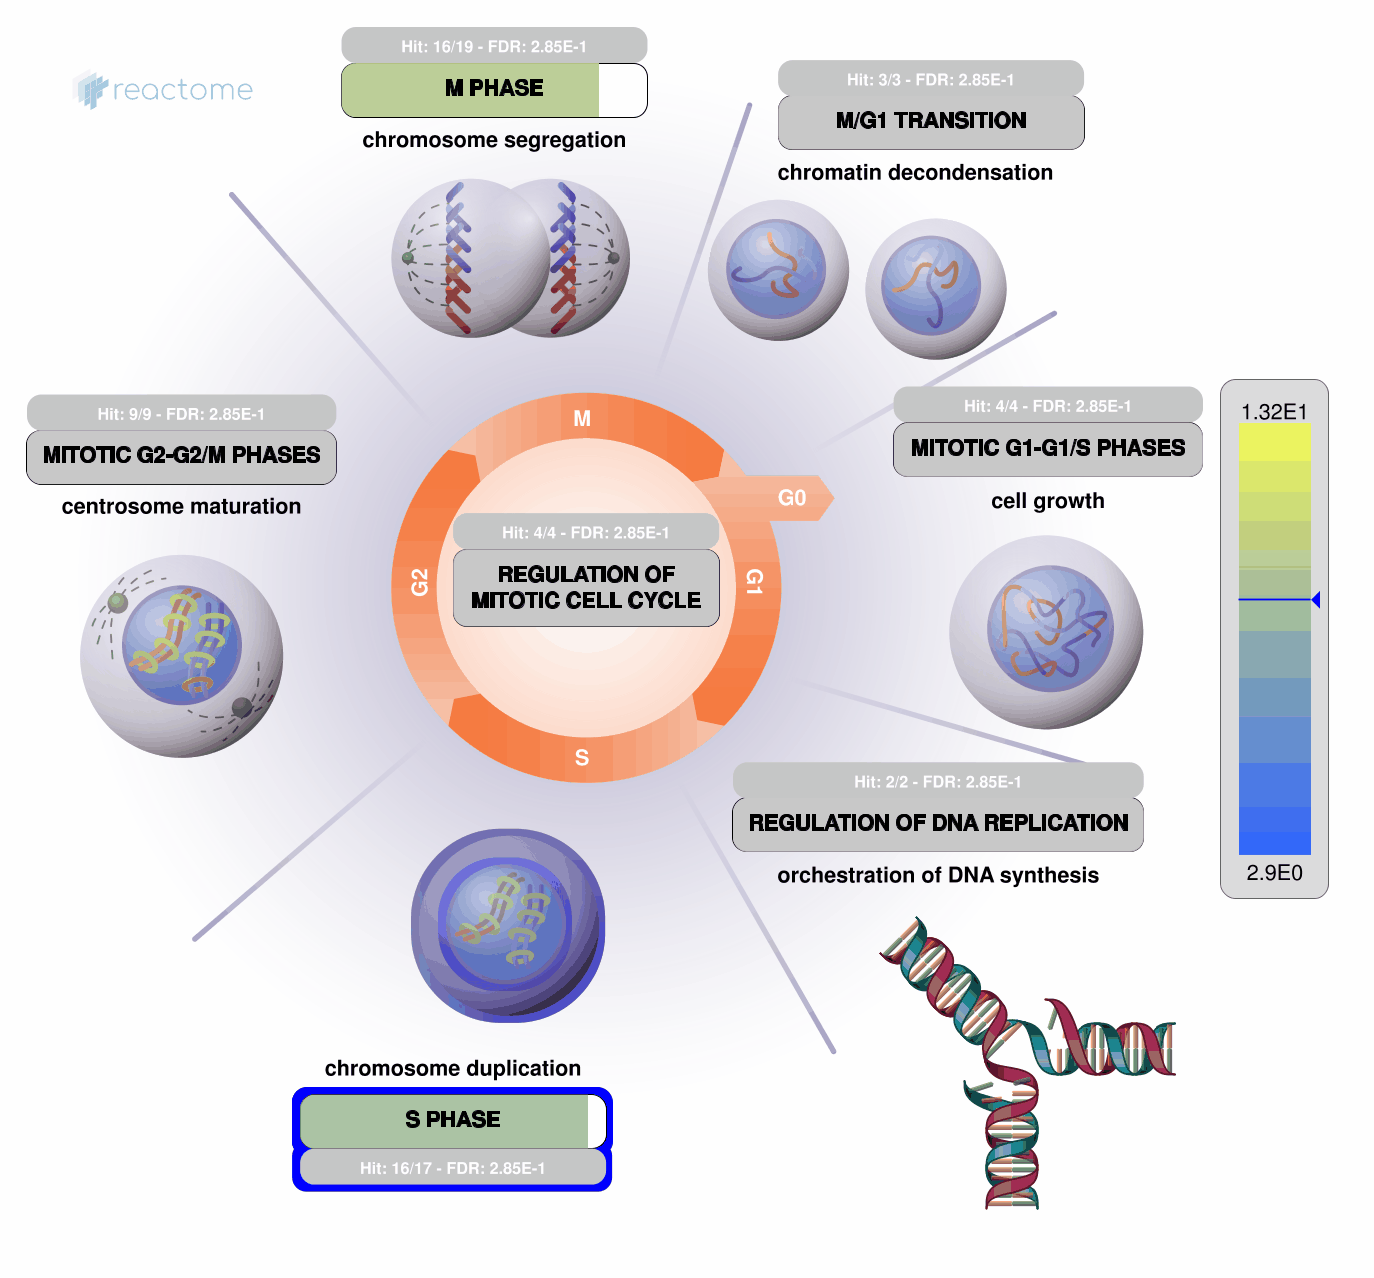 Hit: 16/19 - FDR: 2.85E-1
M PHASE
chromosome segregation
reactome
Hit: 3/3 - FDR: 2.85E-1
M/G1 TRANSITION
chromatin decondensation
Hit: 9/9 - FDR: 2.85E-1
MITOTIC G2-G2/M PHASES
centrosome maturation
Hit: 4/4 - FDR: 2.85E-1
MITOTIC G1-G1/S PHASES
cell growth
1.32E1
2.9E0
M
G0
G1
S
G2
Hit: 4/4 - FDR: 2.85E-1
REGULATION OF
MITOTIC CELL CYCLE
Hit: 2/2 - FDR: 2.85E-1
REGULATION OF DNA REPLICATION
orchestration of DNA synthesis
chromosome duplication
S PHASE
Hit: 16/17 - FDR: 2.85E-1